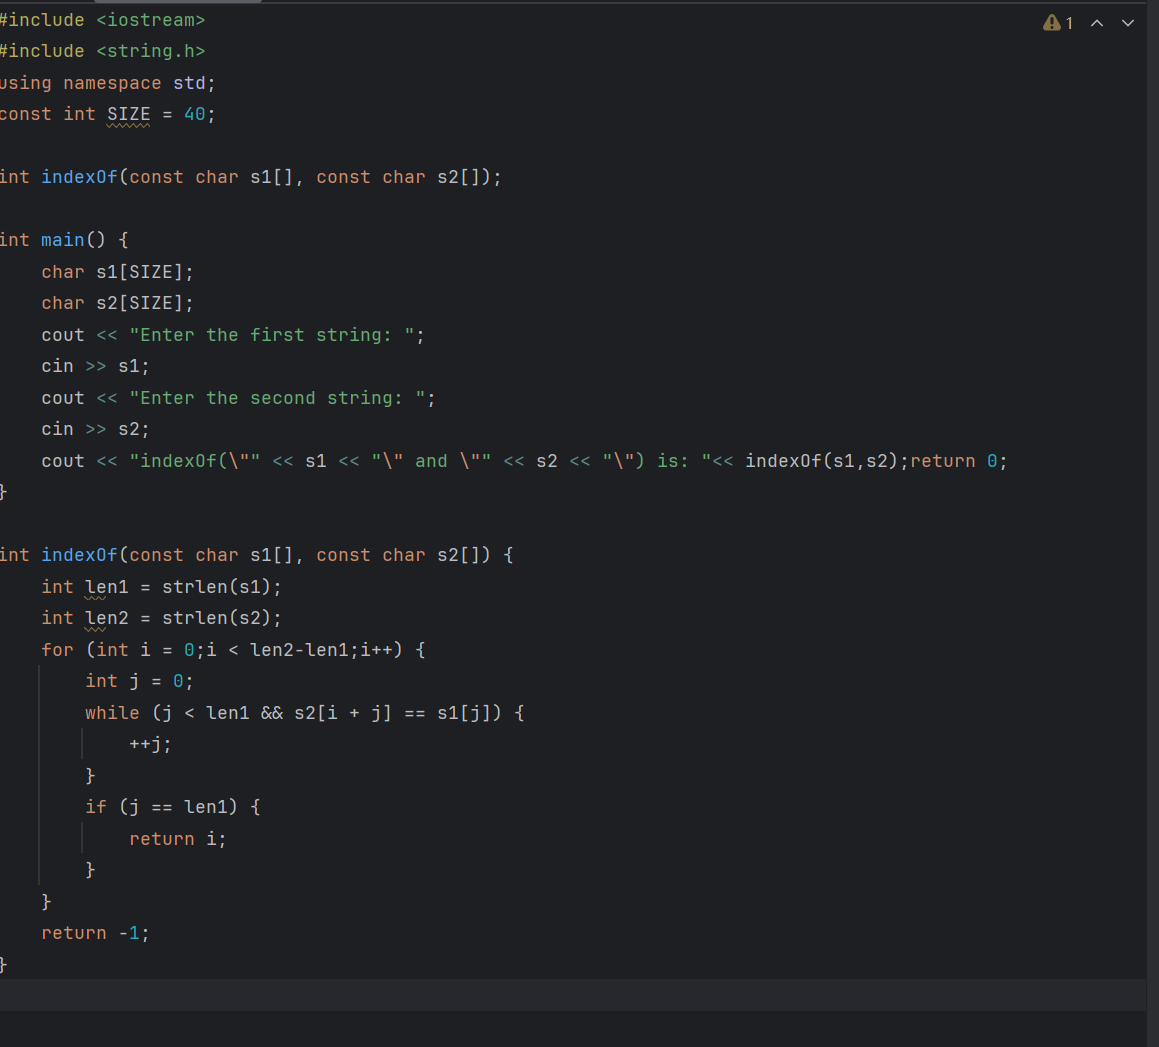 #include <iostream>
1
#include <string.h>
using namespace std;
const int SIZE = 40;
int indexOf(const char s1[], const char s2[]);
int main() {
char s1[SIZE];
char s2[SIZE];
cout << "Enter the first string: ";
cin >> s1;
cout << "Enter the second string: ";
cin >> s2;
cout << "indexOf(\"" << s1 << "\" and \"" << s2 << "\") is: "<< indexOf(s1,s2);return 0;
}
int indexOf(const char s1[], const char s2[]) {
int len1 = strlen(s1);
int len2 = strlen(s2);
for (int i = 0;i < len2-len1;i++) {
int j = 0;
while (j < len1 && s2[i + j] == s1[j]) {
++j;
}
if (j == len1) {
return i;
}
}
return -1;
}